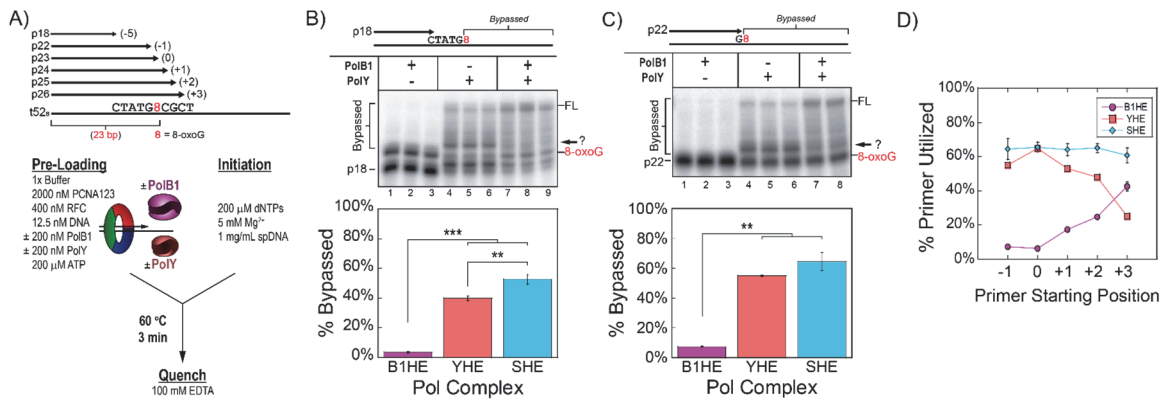 A)
p18 (-5)
p22 (-1)
p23 (0)
p24 (+1)
p25 (+2)
p26 (+3)
CTATG8CGCT
t52₈
(23 bp) 8 = 8-oxoG
Pre-Loading
1x Buffer
2000 nM PCNA123
400 nM RFC
12.5 nM DNA
± 200 nM PolB1
± 200 nM PolY
200 μM ATP
±PolB1
±PolY
Initiation
200 μM dNTPs
5 mM Mg²⁺
1 mg/mL spDNA
60 ºC
3 min
Quench
100 mM EDTA
B)
Bypassed
p18
CTATG8
PolB1 + - +
PolY - + +
Bypassed
FL
?
8-oxoG
p18
1 2 3 4 5 6 7 8 9
% Bypassed
100%
80%
60%
40%
20%
0%
***
**
B1HE YHE SHE
Pol Complex
C)
Bypassed
p22
G8
PolB1 + - +
PolY - + +
Bypassed
FL
?
8-oxoG
p22
1 2 3 4 5 6 7 8
% Bypassed
100%
80%
60%
40%
20%
0%
**
B1HE YHE SHE
Pol Complex
D)
% Primer Utilized
100%
80%
60%
40%
20%
0%
B1HE
YHE
SHE
-1 0 +1 +2 +3
Primer Starting Position